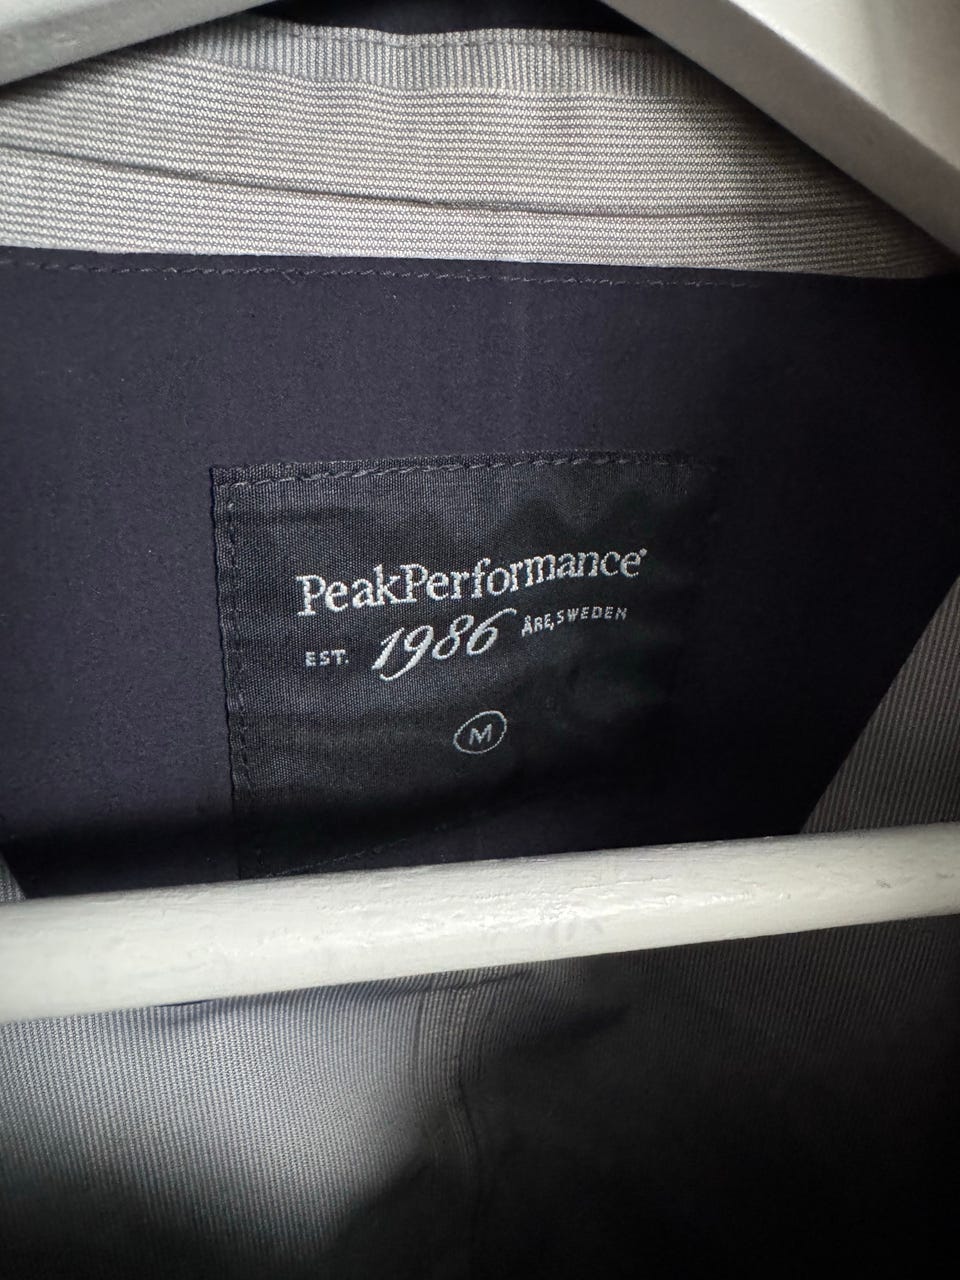 PeakPerformance®
EST. 1986 ÅRE, SWEDEN
M